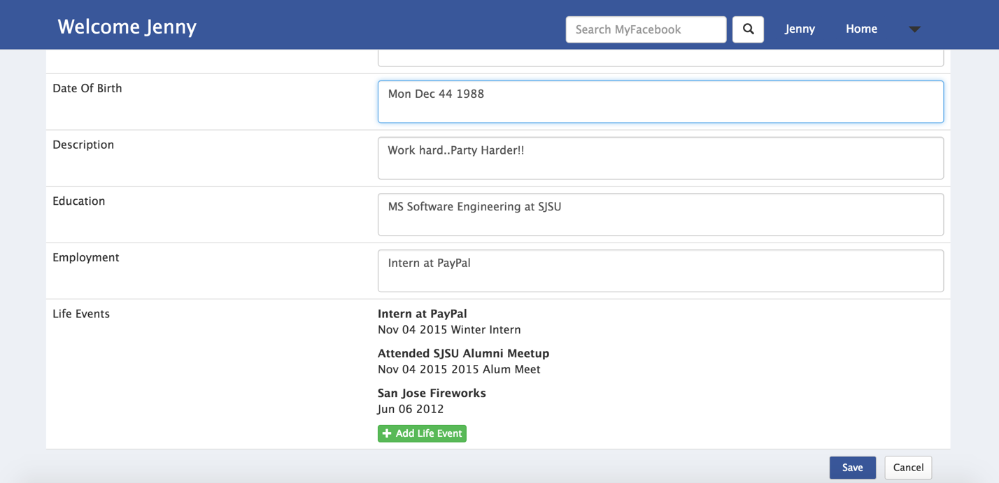 Welcome Jenny
Search MyFacebook
Jenny
Home
Date Of Birth
Mon Dec 44 1988
Description
Work hard..Party Harder!!
Education
MS Software Engineering at SJSU
Employment
Intern at PayPal
Life Events
Intern at PayPal
Nov 04 2015 Winter Intern
Attended SJSU Alumni Meetup
Nov 04 2015 2015 Alum Meet
San Jose Fireworks
Jun 06 2012
Add Life Event
Save
Cancel